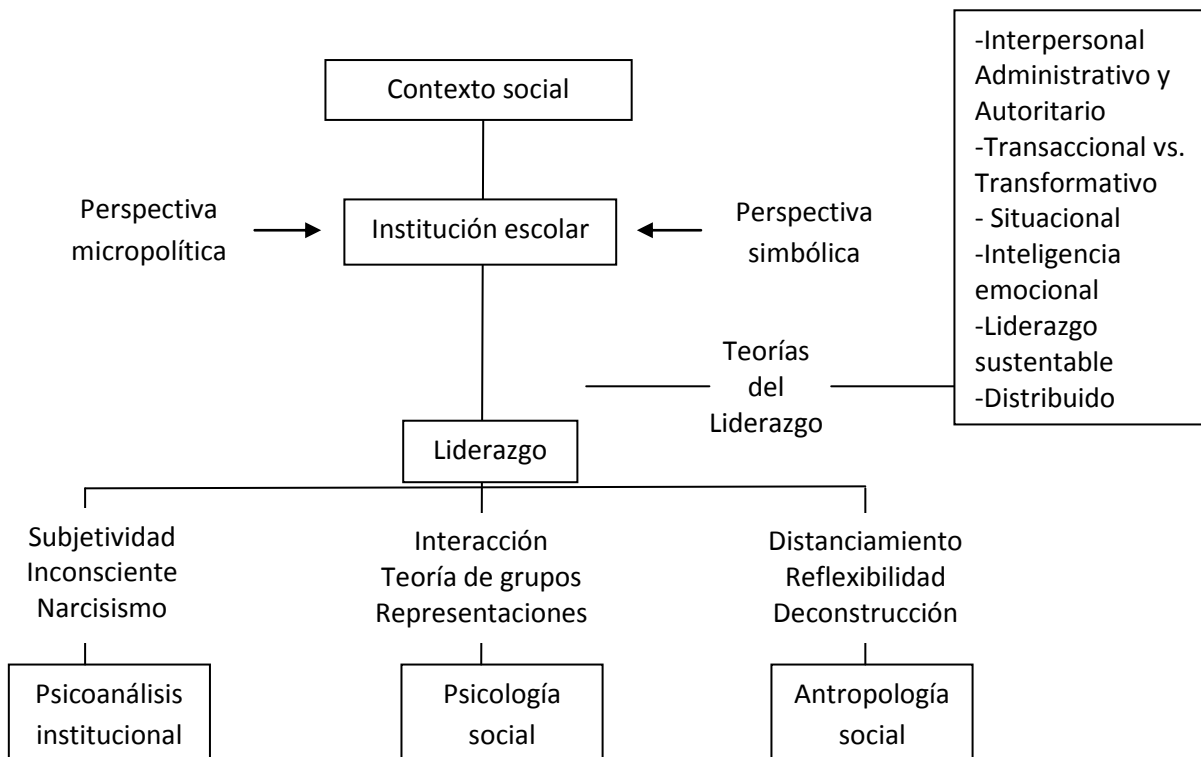 Contexto social
Perspectiva
micropolítica
Institución escolar
Perspectiva
simbólica
-Interpersonal
Administrativo y
Autoritario
-Transaccional vs.
Transformativo
- Situacional
-Inteligencia
emocional
-Liderazgo
sustentable
-Distribuido
Teorías
del
Liderazgo
Liderazgo
Subjetividad
Inconsciente
Narcisismo
Interacción
Teoría de grupos
Representaciones
Distanciamiento
Reflexibilidad
Deconstrucción
Psicoanálisis
institucional
Psicología
social
Antropología
social